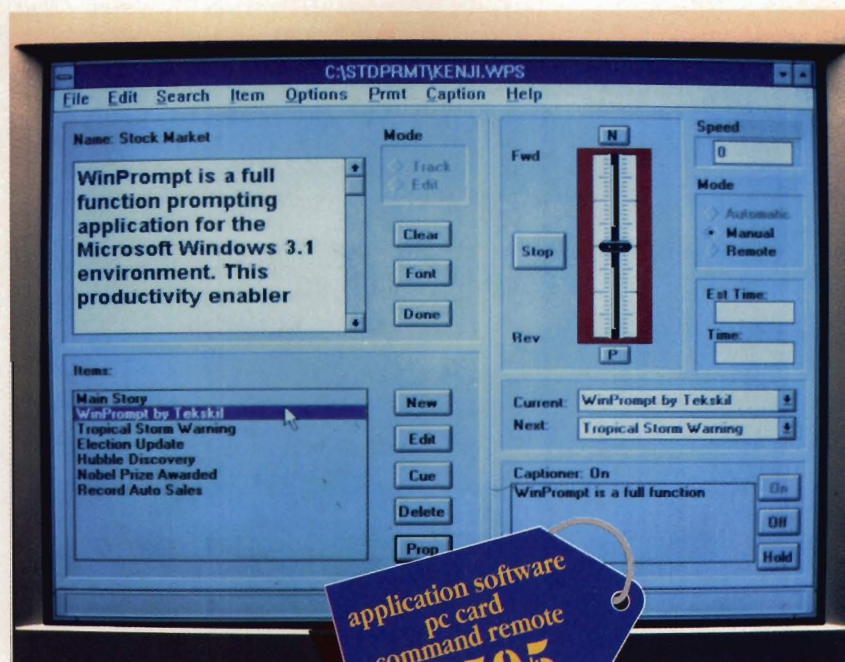 C:\STDPRMT\KENJI.WPS
File Edit Search Item Options Prmt Caption Help
Name: Stock Market
WinPrompt is a full
function prompting
application for the
Microsoft Windows 3.1
environment. This
productivity enabler
Mode
Track
Edit
Clear
Font
Done
Fwd
N
Stop
Rev
P
Speed
0
Mode
Automatic
Manual
Remote
Est Time:
Time:
Items:
Main Story
WinPrompt by Tekskil
Tropical Storm Warning
Election Update
Hubble Discovery
Nobel Prize Awarded
Record Auto Sales
New
Edit
Cue
Delete
Prop
Current: WinPrompt by Tekskil
Next: Tropical Storm Warning
Captioner: On
WinPrompt is a full function
On
Off
Hold
application software
pc card
command remote